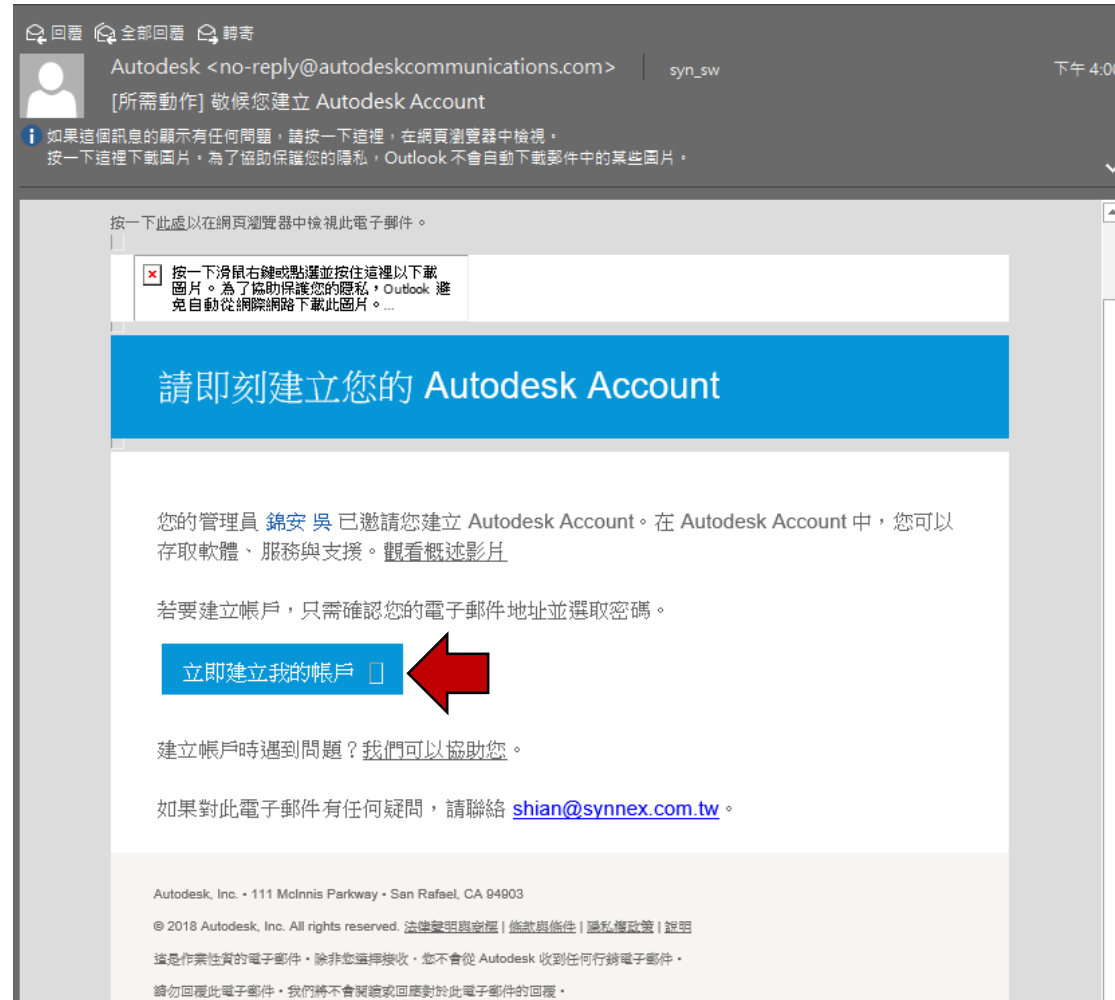 回覆 全部回覆 轉寄
Autodesk <no-reply@autodeskcommunications.com> syn_sw 下午 4:00
[所需動作] 敬候您建立 Autodesk Account
如果這個訊息的顯示有任何問題，請按一下這裡，在網頁瀏覽器中檢視。
按一下這裡下載圖片。為了協助保護您的隱私，Outlook 不會自動下載郵件中的某些圖片。
按一下此處以在網頁瀏覽器中檢視此電子郵件。
按一下滑鼠右鍵或點選並按住這裡以下載
圖片。為了協助保護您的隱私，Outlook 避
免自動從網際網路下載此圖片。...
請即刻建立您的 Autodesk Account
您的管理員 錦安 吳 已邀請您建立 Autodesk Account。在 Autodesk Account 中，您可以
存取軟體、服務與支援。觀看概述影片
若要建立帳戶，只需確認您的電子郵件地址並選取密碼。
立即建立我的帳戶
建立帳戶時遇到問題？我們可以協助您。
如果對此電子郵件有任何疑問，請聯絡 shian@synnex.com.tw。
Autodesk, Inc. • 111 McInnis Parkway • San Rafael, CA 94903
© 2018 Autodesk, Inc. All rights reserved. 法律聲明與商標 | 條款與條件 | 隱私權政策 | 說明
這是作業性質的電子郵件。除非您選擇接收，您不會從 Autodesk 收到任何行銷電子郵件。
請勿回覆此電子郵件。我們將不會閱讀或回應對於此電子郵件的回覆。